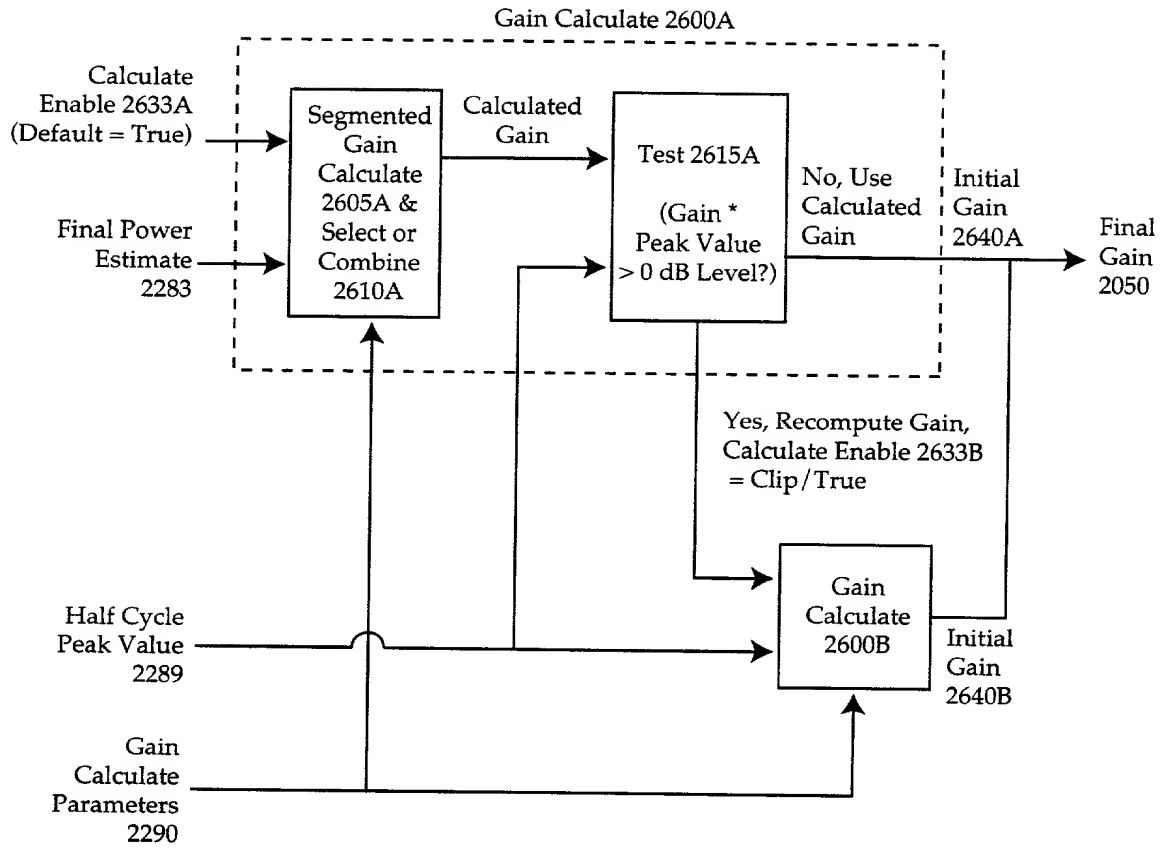 Gain Calculate 2600A
Calculate
Enable 2633A
(Default = True)
Final Power
Estimate
2283
Segmented
Gain
Calculate
2605A &
Select or
Combine
2610A
Calculated
Gain
Test 2615A
(Gain *
Peak Value
> 0 dB Level?)
No, Use
Calculated
Gain
Initial
Gain
2640A
Final
Gain
2050
Yes, Recompute Gain,
Calculate Enable 2633B
= Clip/True
Half Cycle
Peak Value
2289
Gain
Calculate
2600B
Initial
Gain
2640B
Gain
Calculate
Parameters
2290